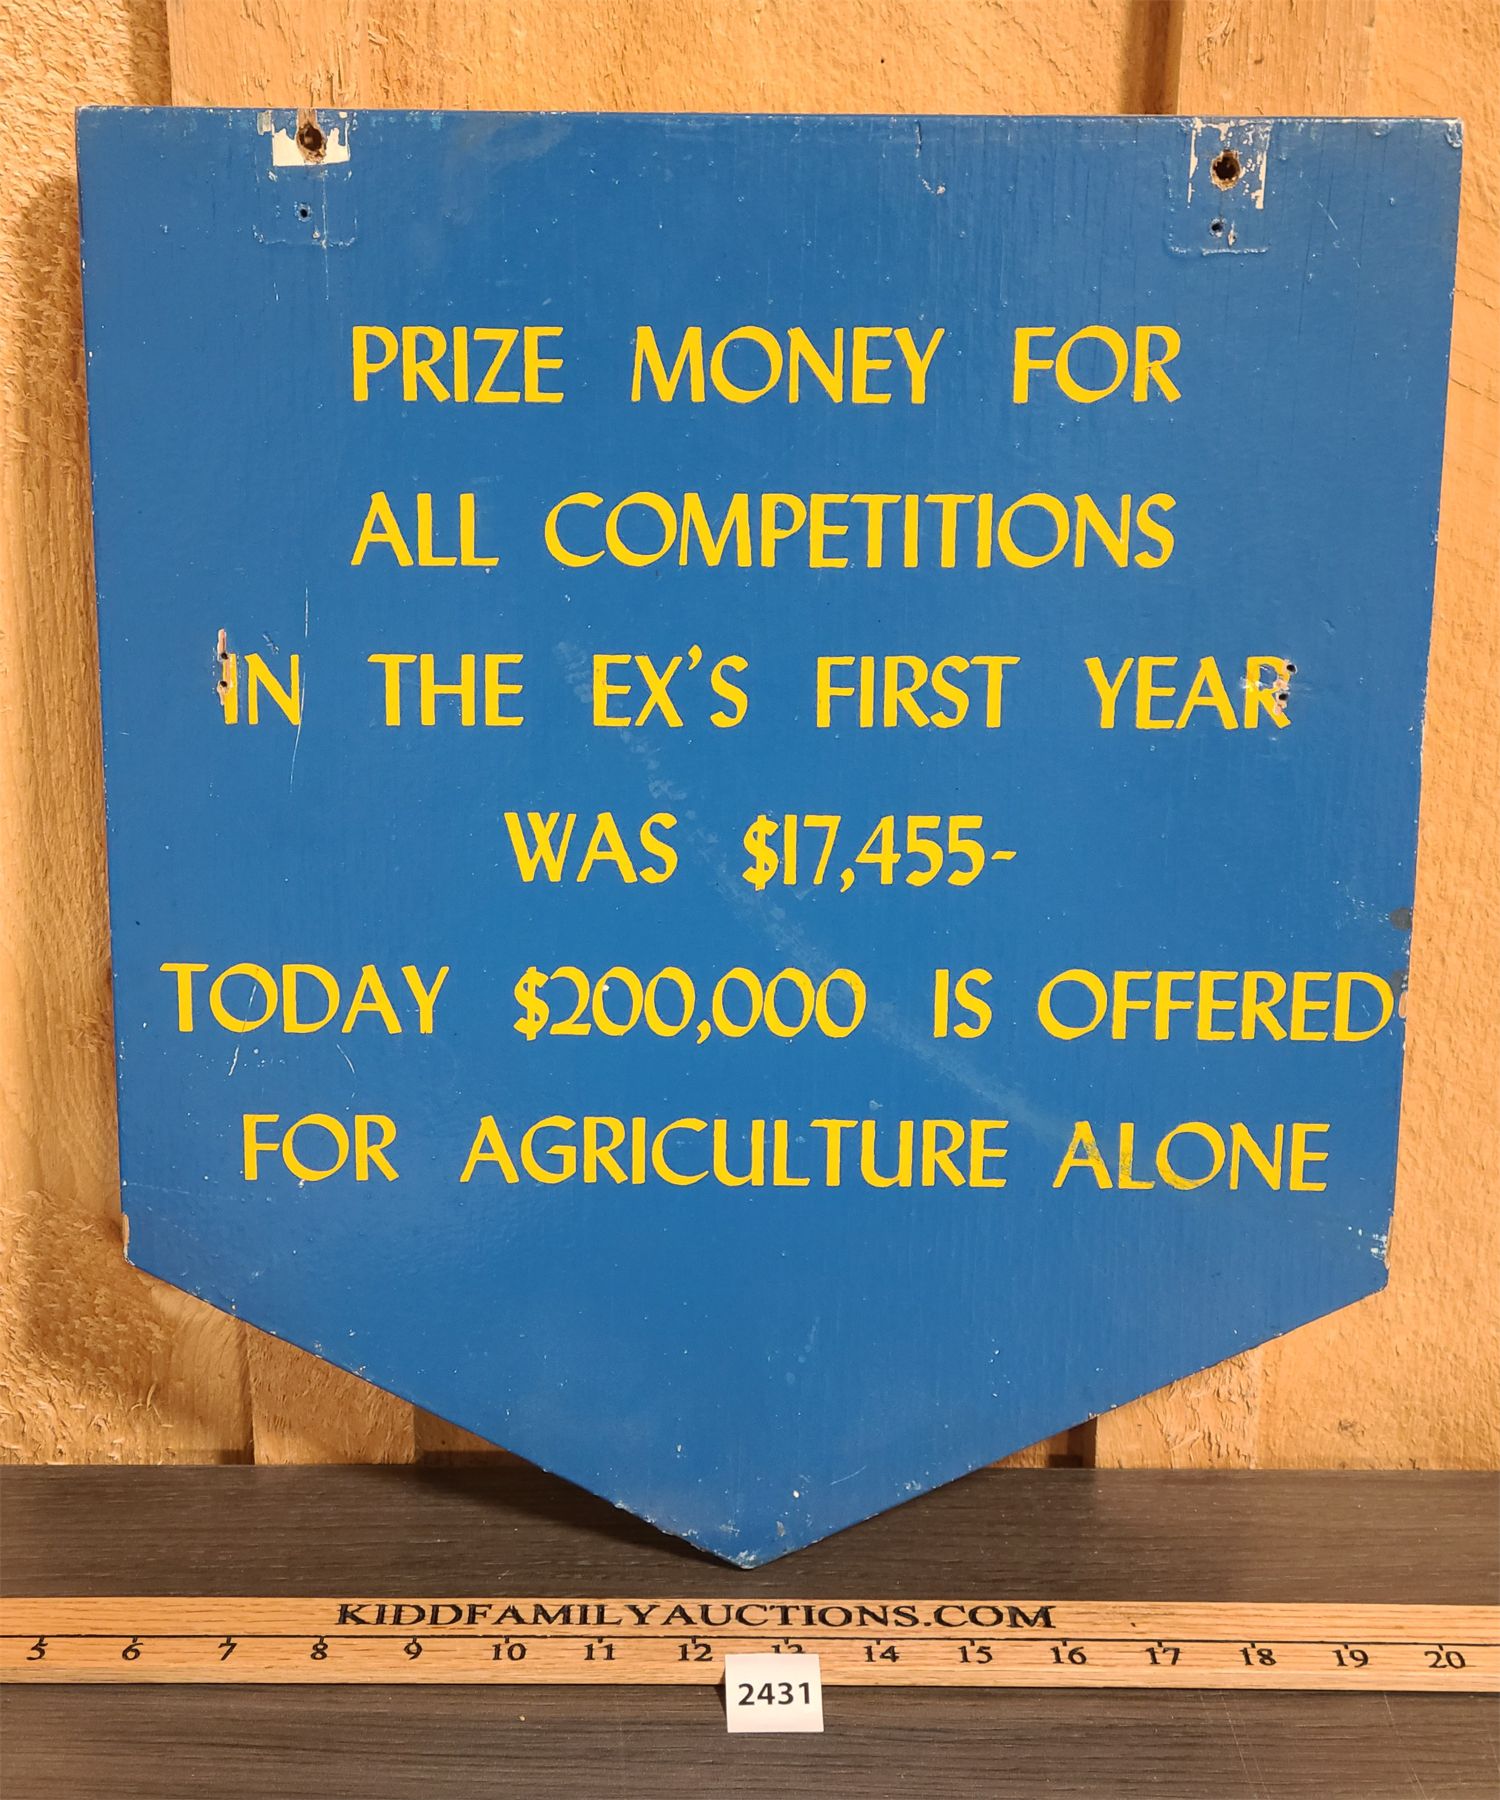 PRIZE MONEY FOR
ALL COMPETITIONS
IN THE EX'S FIRST YEAR
WAS $17,455-
TODAY $200,000 IS OFFERED
FOR AGRICULTURE ALONE
KIDDFAMILYAUCTIONS.COM
5 6 7 8 9 10 11 12 13 14 15 16 17 18 19 20
2431